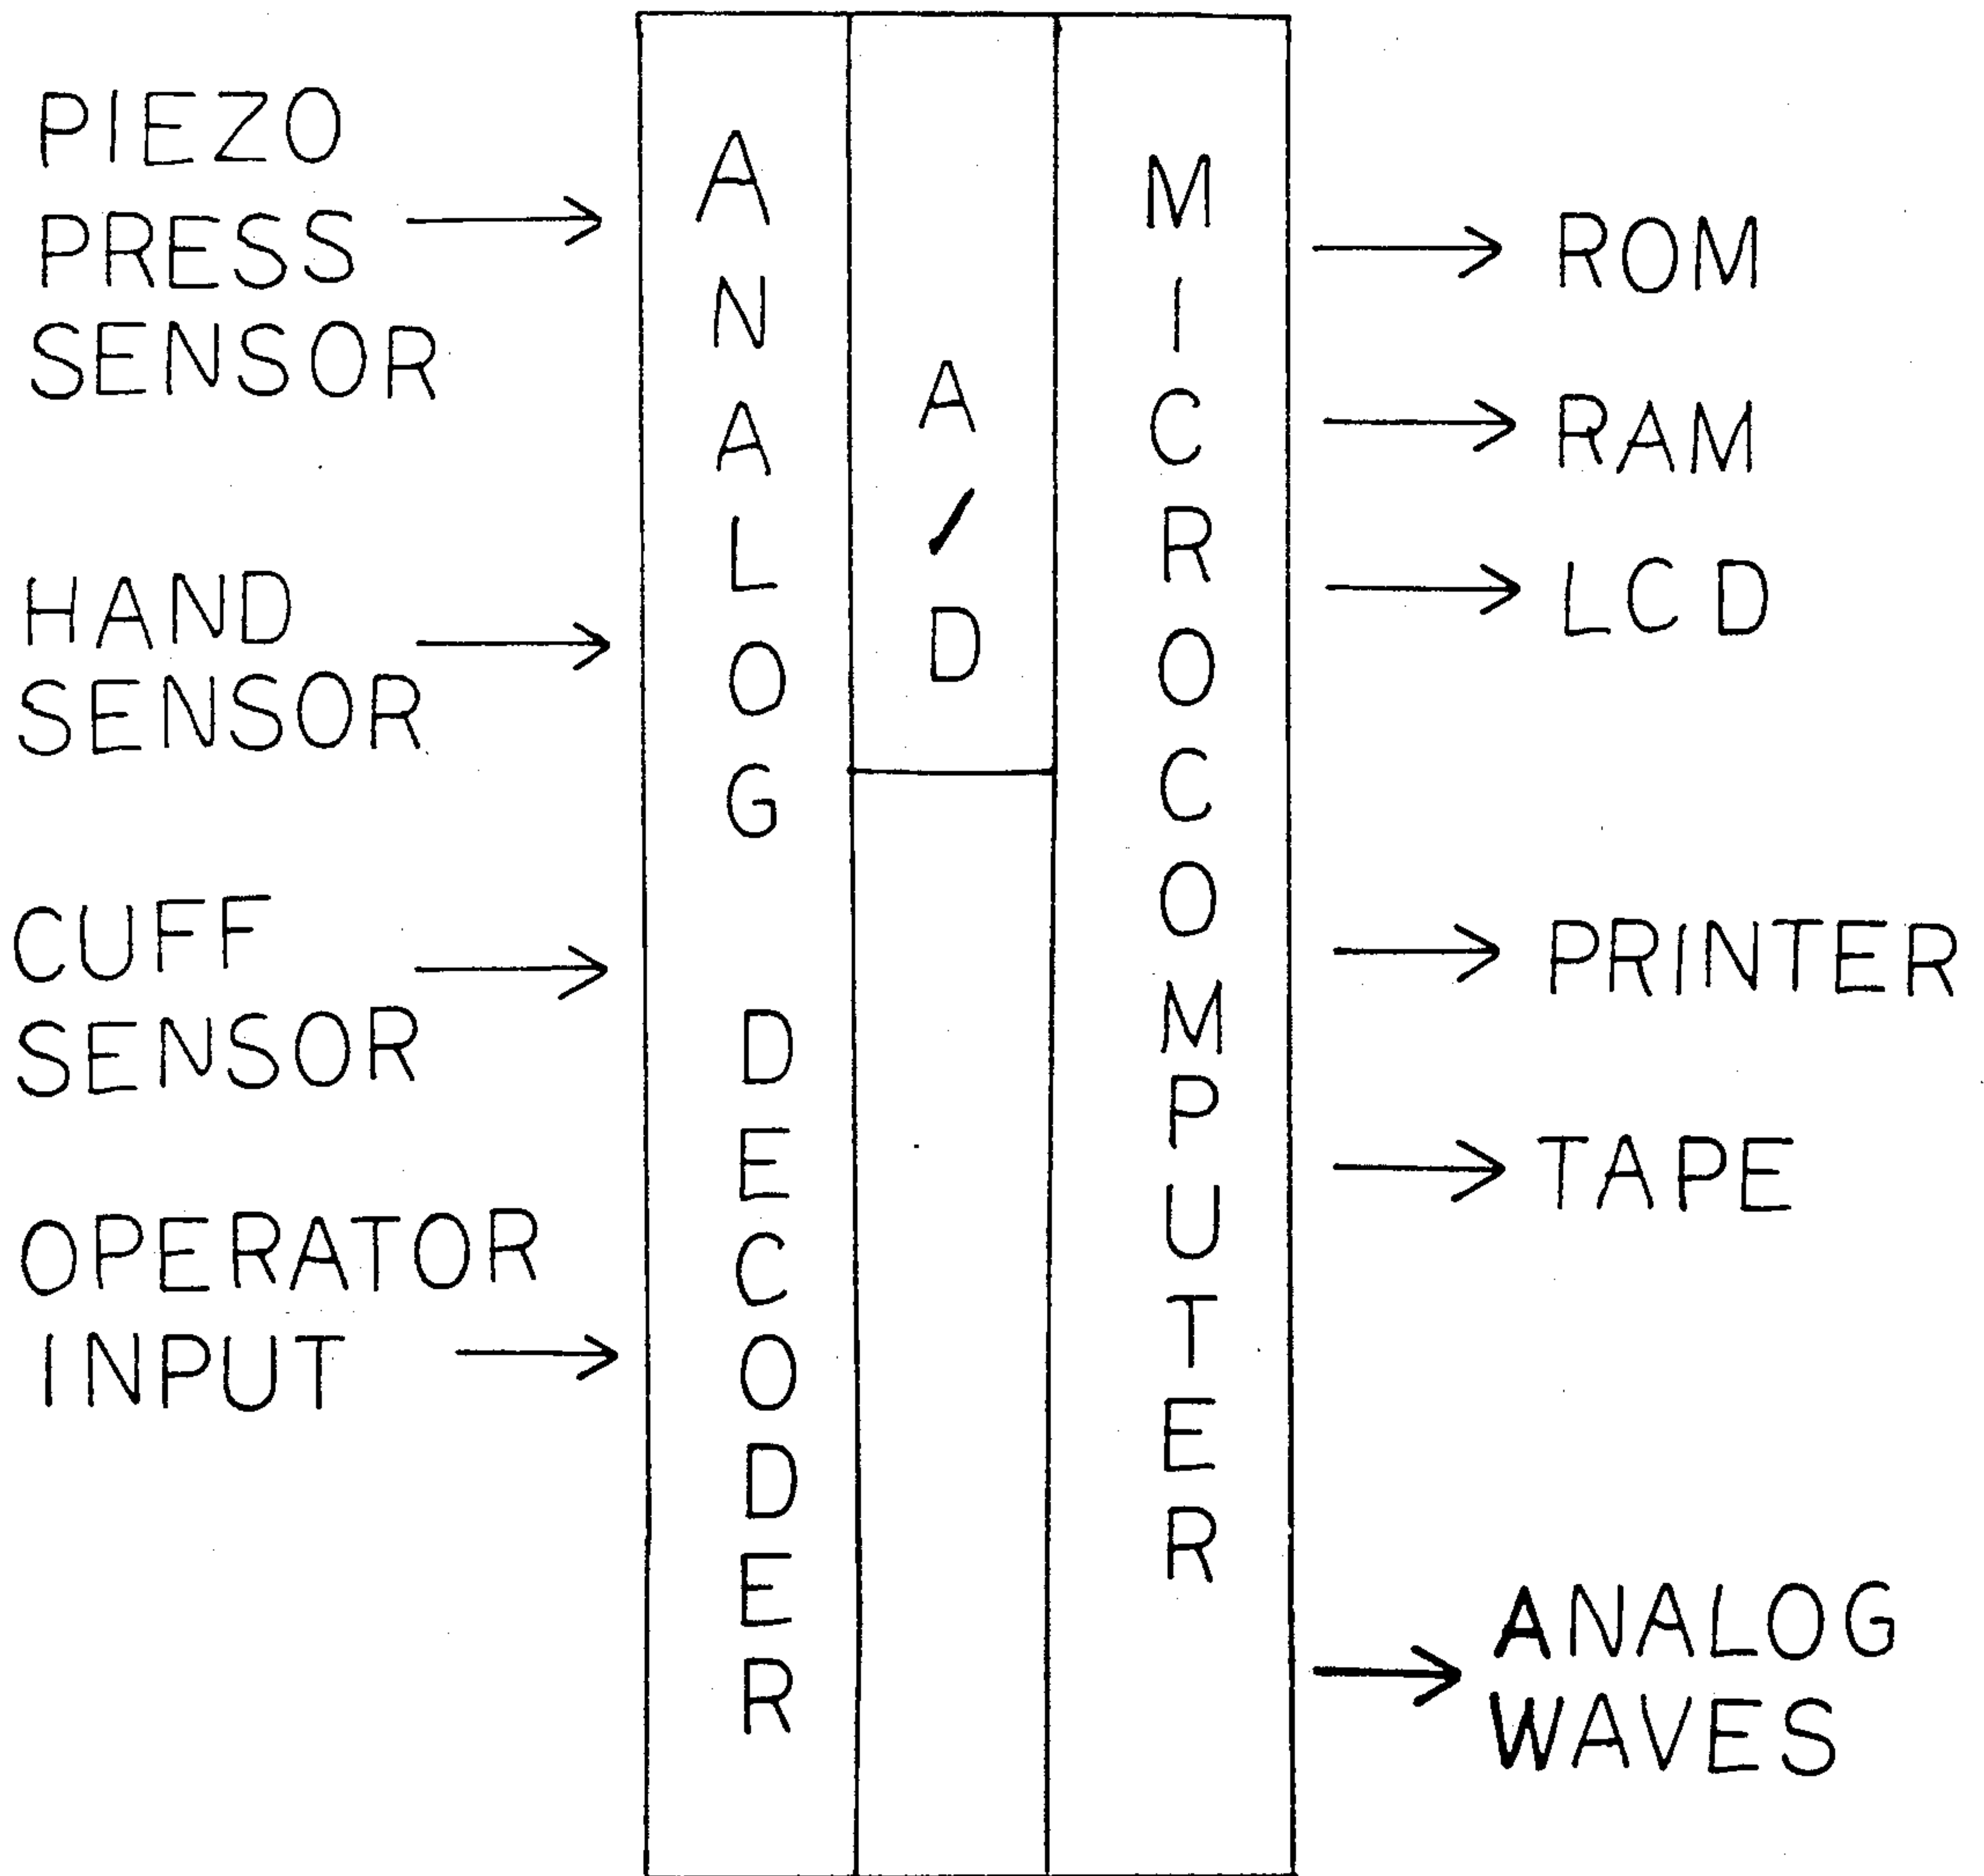 PIEZO
PRESS
SENSOR
HAND
SENSOR
CUFF
SENSOR
OPERATOR
INPUT
ANALOG DECODER
A/D
MICROCOMPUTER
ROM
RAM
LCD
PRINTER
TAPE
ANALOG
WAVES